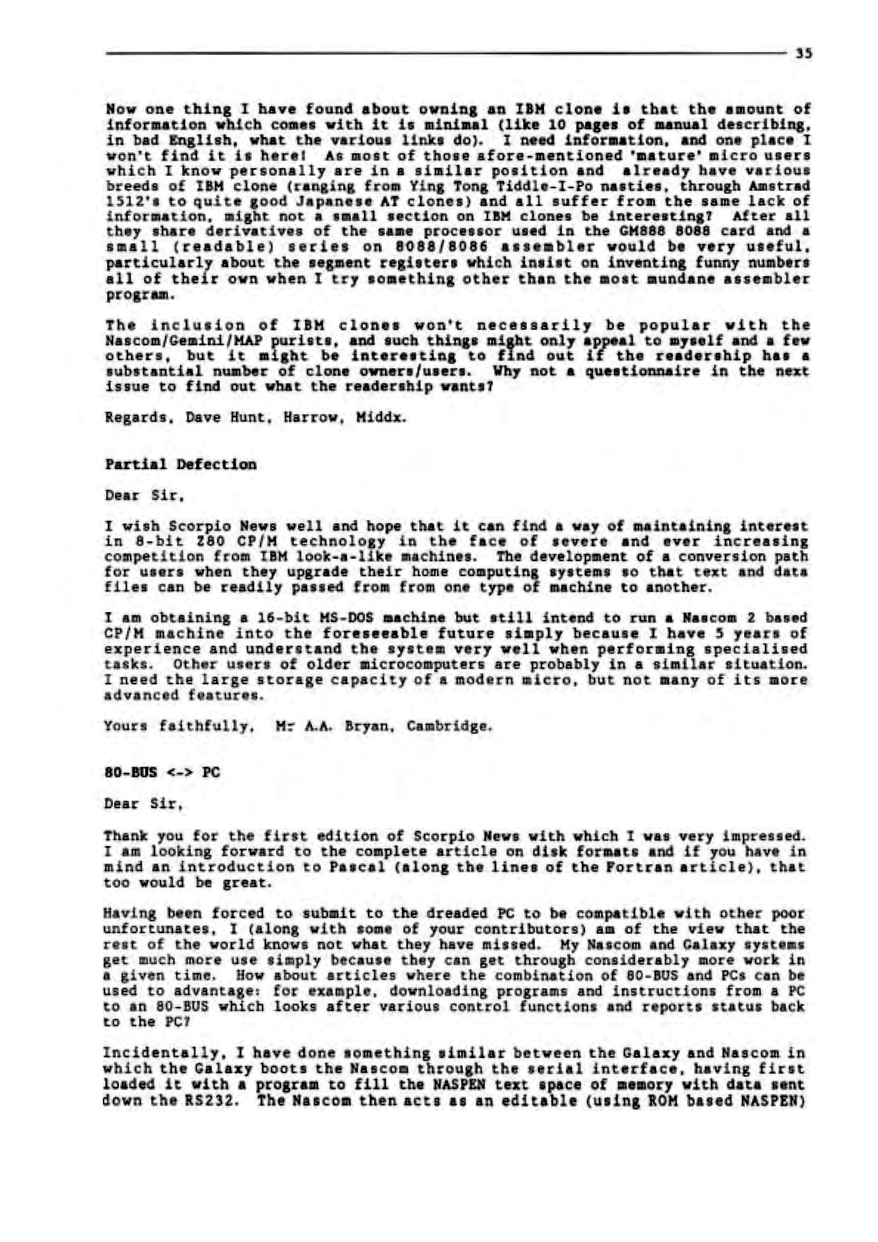 35
Now one thing I have found about owning an IBM clone is that the amount of
information which comes with it is minimal (like 10 pages of manual describing,
in bad English, what the various links do). I need information, and one place I
won't find it is here! As most of those afore-mentioned 'mature' micro users
which I know personally are in a similar position and already have various
breeds of IBM clone (ranging from Ying Tong Tiddle-I-Po nasties, through Amstrad
1512's to quite good Japanese AT clones) and all suffer from the same lack of
information, might not a small section on IBM clones be interesting? After all
they share derivatives of the same processor used in the GM888 8088 card and a
small (readable) series on 8088/8086 assembler would be very useful,
particularly about the segment registers which insist on inventing funny numbers
all of their own when I try something other than the most mundane assembler
program.
The inclusion of IBM clones won't necessarily be popular with the
Nascom/Gemini/MAP purists, and such things might only appeal to myself and a few
others, but it might be interesting to find out if the readership has a
substantial number of clone owners/users. Why not a questionnaire in the next
issue to find out what the readership wants?
Regards, Dave Hunt, Harrow, Middx.
Partial Defection
Dear Sir,
I wish Scorpio News well and hope that it can find a way of maintaining interest
in 8-bit Z80 CP/M technology in the face of severe and ever increasing
competition from IBM look-a-like machines. The development of a conversion path
for users when they upgrade their home computing systems so that text and data
files can be readily passed from from one type of machine to another.
I am obtaining a 16-bit MS-DOS machine but still intend to run a Nascom 2 based
CP/M machine into the foreseeable future simply because I have 5 years of
experience and understand the system very well when performing specialised
tasks. Other users of older microcomputers are probably in a similar situation.
I need the large storage capacity of a modern micro, but not many of its more
advanced features.
Yours faithfully, Mr A.A. Bryan, Cambridge.
80-BUS <-> PC
Dear Sir,
Thank you for the first edition of Scorpio News with which I was very impressed.
I am looking forward to the complete article on disk formats and if you have in
mind an introduction to Pascal (along the lines of the Fortran article), that
too would be great.
Having been forced to submit to the dreaded PC to be compatible with other poor
unfortunates, I (along with some of your contributors) am of the view that the
rest of the world knows not what they have missed. My Nascom and Galaxy systems
get much more use simply because they can get through considerably more work in
a given time. How about articles where the combination of 80-BUS and PCs can be
used to advantage: for example, downloading programs and instructions from a PC
to an 80-BUS which looks after various control functions and reports status back
to the PC?
Incidentally, I have done something similar between the Galaxy and Nascom in
which the Galaxy boots the Nascom through the serial interface, having first
loaded it with a program to fill the NASPEN text space of memory with data sent
down the RS232. The Nascom then acts as an editable (using ROM based NASPEN)